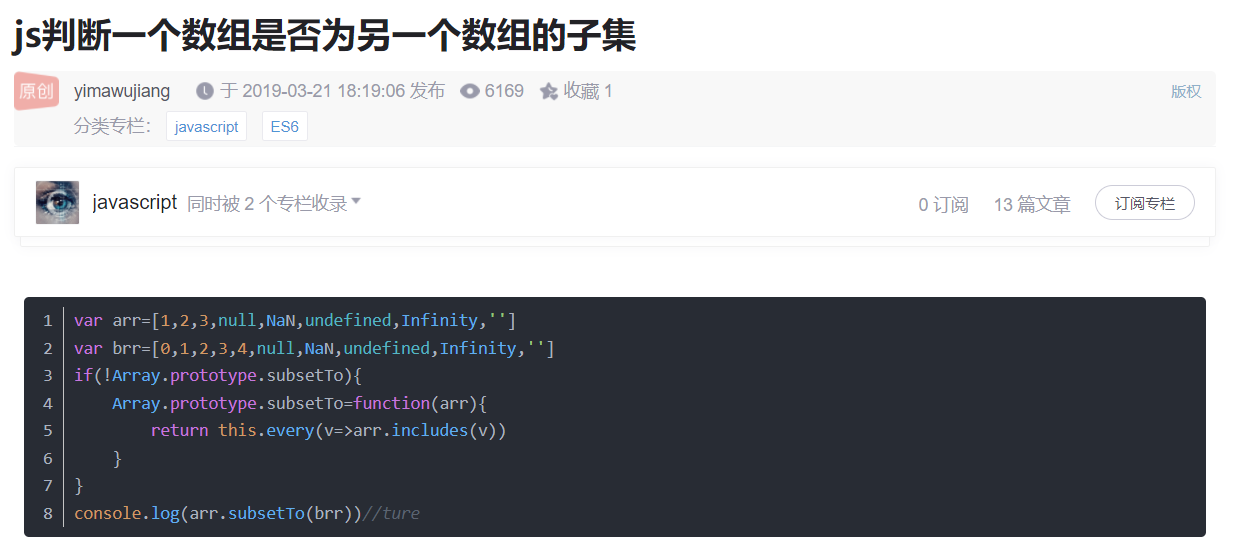 js判断一个数组是否为另一个数组的子集
原创 yimawujiang 于 2019-03-21 18:19:06 发布 6169 收藏 1 版权
分类专栏： javascript ES6
javascript 同时被 2 个专栏收录 0 订阅 13 篇文章 订阅专栏
1 var arr=[1,2,3,null,NaN,undefined,Infinity,'']
2 var brr=[0,1,2,3,4,null,NaN,undefined,Infinity,'']
3 if(!Array.prototype.subsetTo){
4     Array.prototype.subsetTo=function(arr){
5         return this.every(v=>arr.includes(v))
6     }
7 }
8 console.log(arr.subsetTo(brr))//ture